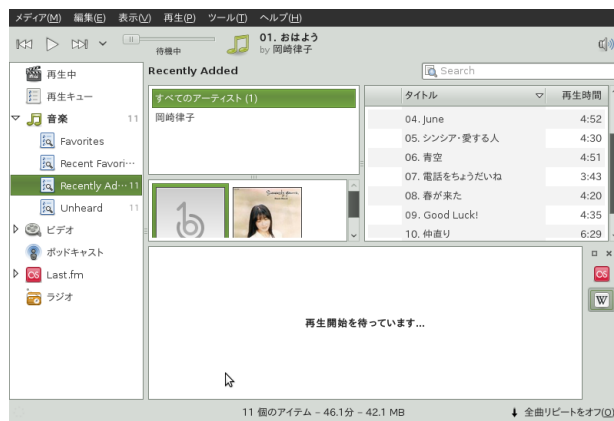 メディア(M) 編集(E) 表示(V) 再生(P) ツール(T) ヘルプ(H)
待機中
01. おはよう
by 岡崎律子
再生中
再生キュー
音楽 11
Favorites
Recent Favori…
Recently Ad… 11
Unheard 11
ビデオ
ポッドキャスト
Last.fm
ラジオ
Recently Added
Search
すべてのアーティスト (1)
岡崎律子
タイトル 再生時間
04. June 4:52
05. シンシア・愛する人 4:30
06. 青空 4:51
07. 電話をちょうだいね 3:43
08. 春が来た 4:20
09. Good Luck! 4:35
10. 仲直り 6:29
再生開始を待っています...
W
11 個のアイテム – 46.1分 – 42.1 MB
全曲リピートをオフ(O)